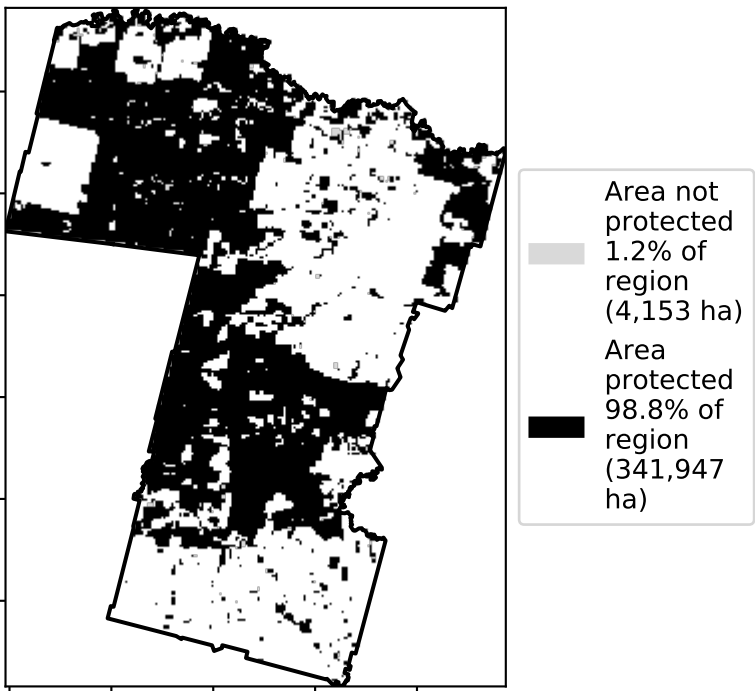 Area not
protected
1.2% of
region
(4,153 ha)
Area
protected
98.8% of
region
(341,947
ha)